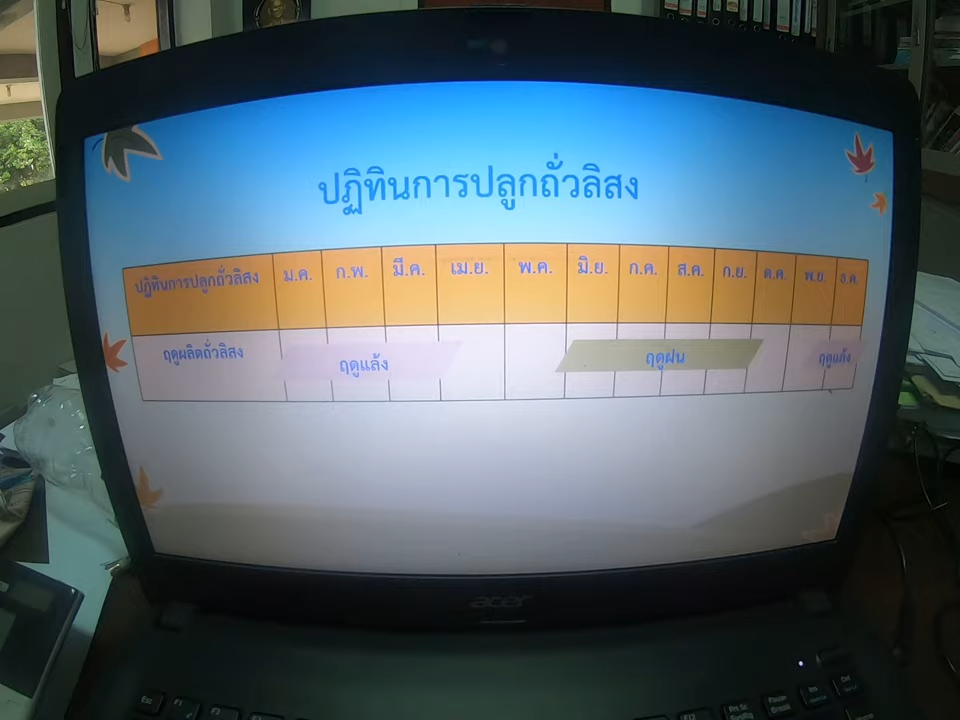 ปฏิทินการปลูกถั่วลิสง
ปฏิทินการปลูกถั่วลิสง ม.ค. ก.พ. มี.ค. เม.ย. พ.ค. มิ.ย. ก.ค. ส.ค. ก.ย. ต.ค. พ.ย. ธ.ค.
ฤดูผลิตถั่วลิสง ฤดูแล้ง ฤดูฝน ฤดูแล้ง
acer
Esc F1